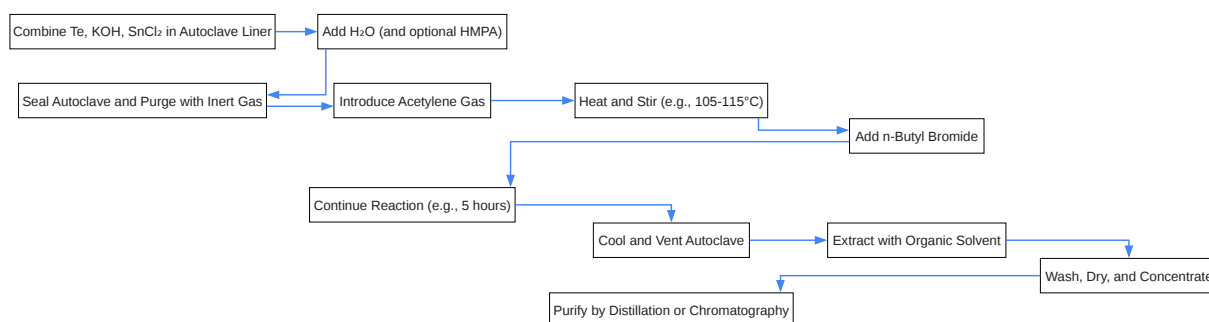 Combine Te, KOH, SnCl₂ in Autoclave Liner
Add H₂O (and optional HMPA)
Seal Autoclave and Purge with Inert Gas
Introduce Acetylene Gas
Heat and Stir (e.g., 105-115°C)
Add n-Butyl Bromide
Continue Reaction (e.g., 5 hours)
Cool and Vent Autoclave
Extract with Organic Solvent
Wash, Dry, and Concentrate
Purify by Distillation or Chromatography